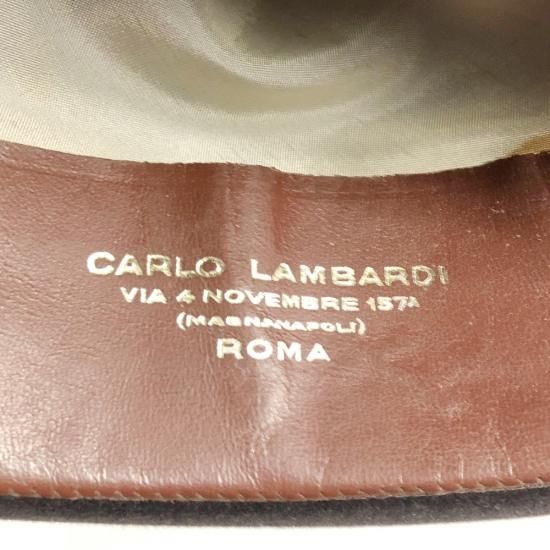 CARLO LAMBARDI
VIA 4 NOVEMBRE 157A
(MAGNANAPOLI)
ROMA